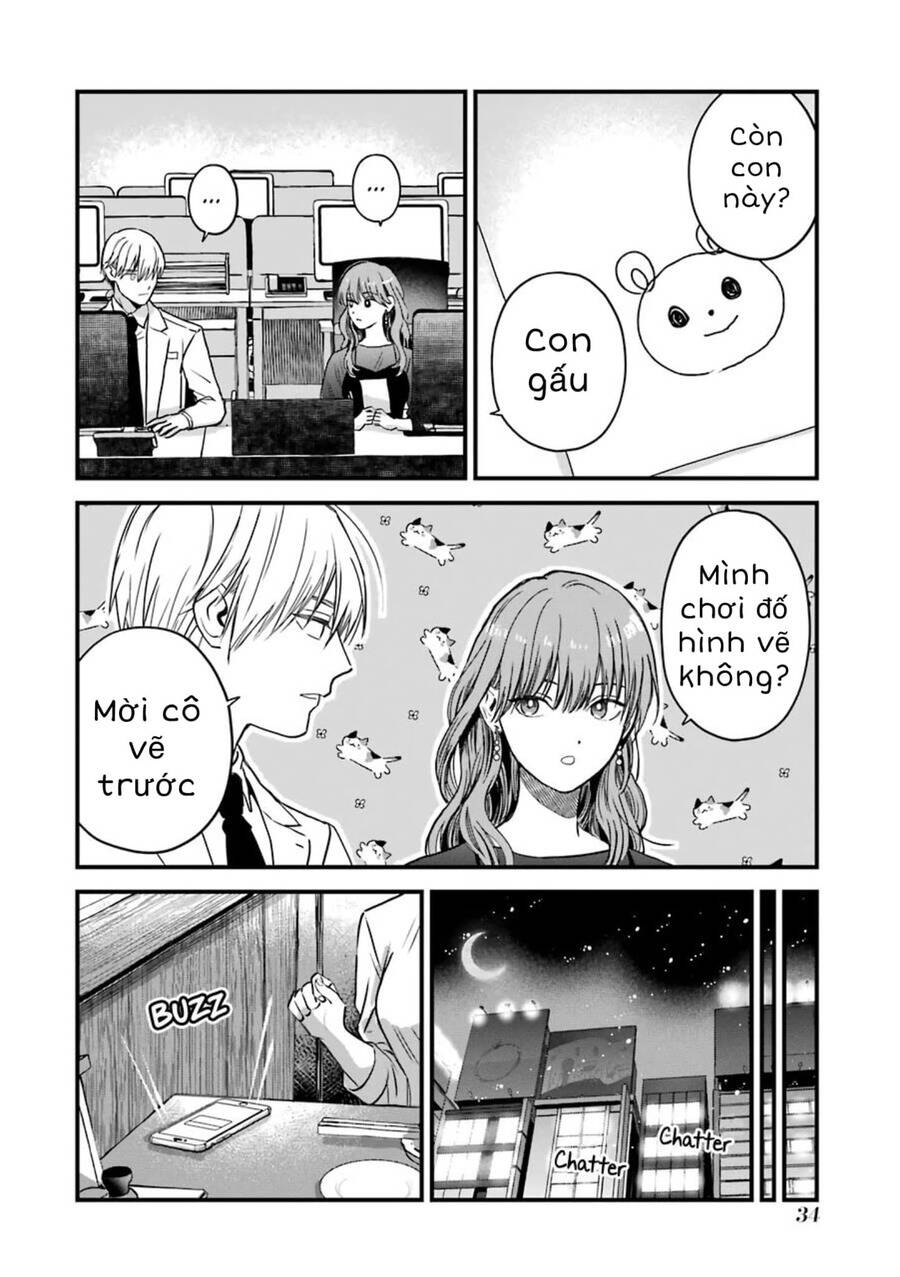 Còn
con
này?
Con
gấu
...
...
Mình
chơi đố
hình vẽ
không?
Mời cô
vẽ
trước
Chatter
Chatter
BUZZ
34